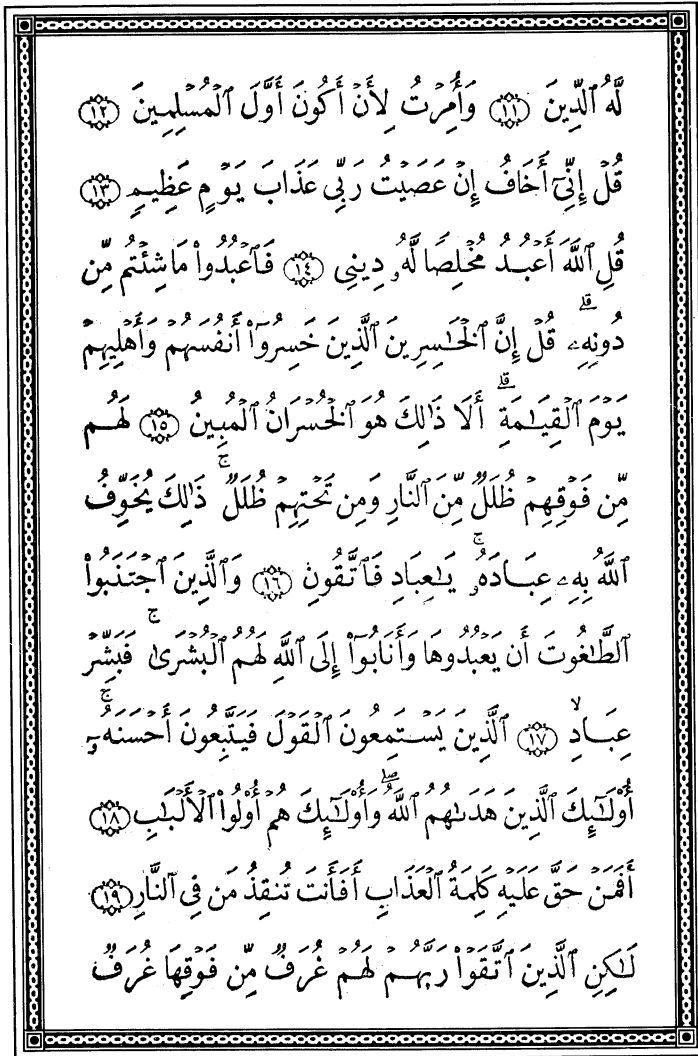 لَّهُ ٱلدِّينَ ١١ وَأُمِرْتُ لِأَنْ أَكُونَ أَوَّلَ ٱلْمُسْلِمِينَ ١٢
قُلْ إِنِّىٓ أَخَافُ إِنْ عَصَيْتُ رَبِّى عَذَابَ يَوْمٍ عَظِيمٍ ١٣
قُلِ ٱللَّهَ أَعْبُدُ مُخْلِصًا لَّهُۥ دِينِى ١٤ فَٱعْبُدُوا۟ مَا شِئْتُم مِّن
دُونِهِۦ ۗ قُلْ إِنَّ ٱلْخَـٰسِرِينَ ٱلَّذِينَ خَسِرُوٓا۟ أَنفُسَهُمْ وَأَهْلِيهِمْ
يَوْمَ ٱلْقِيَـٰمَةِ ۗ أَلَا ذَٰلِكَ هُوَ ٱلْخُسْرَانُ ٱلْمُبِينُ ١٥ لَهُم
مِّن فَوْقِهِمْ ظُلَلٌ مِّنَ ٱلنَّارِ وَمِن تَحْتِهِمْ ظُلَلٌ ۚ ذَٰلِكَ يُخَوِّفُ
ٱللَّهُ بِهِۦ عِبَادَهُۥ ۚ يَـٰعِبَادِ فَٱتَّقُونِ ١٦ وَٱلَّذِينَ ٱجْتَنَبُوا۟
ٱلطَّـٰغُوتَ أَن يَعْبُدُوهَا وَأَنَابُوٓا۟ إِلَى ٱللَّهِ لَهُمُ ٱلْبُشْرَىٰ ۚ فَبَشِّرْ
عِبَادِ ۙ ١٧ ٱلَّذِينَ يَسْتَمِعُونَ ٱلْقَوْلَ فَيَتَّبِعُونَ أَحْسَنَهُۥٓ ۚ
أُو۟لَـٰٓئِكَ ٱلَّذِينَ هَدَىٰهُمُ ٱللَّهُ ۖ وَأُو۟لَـٰٓئِكَ هُمْ أُو۟لُوا۟ ٱلْأَلْبَـٰبِ ١٨
أَفَمَنْ حَقَّ عَلَيْهِ كَلِمَةُ ٱلْعَذَابِ أَفَأَنتَ تُنقِذُ مَن فِى ٱلنَّارِ ١٩
لَـٰكِنِ ٱلَّذِينَ ٱتَّقَوْا۟ رَبَّهُمْ لَهُمْ غُرَفٌ مِّن فَوْقِهَا غُرَفٌ